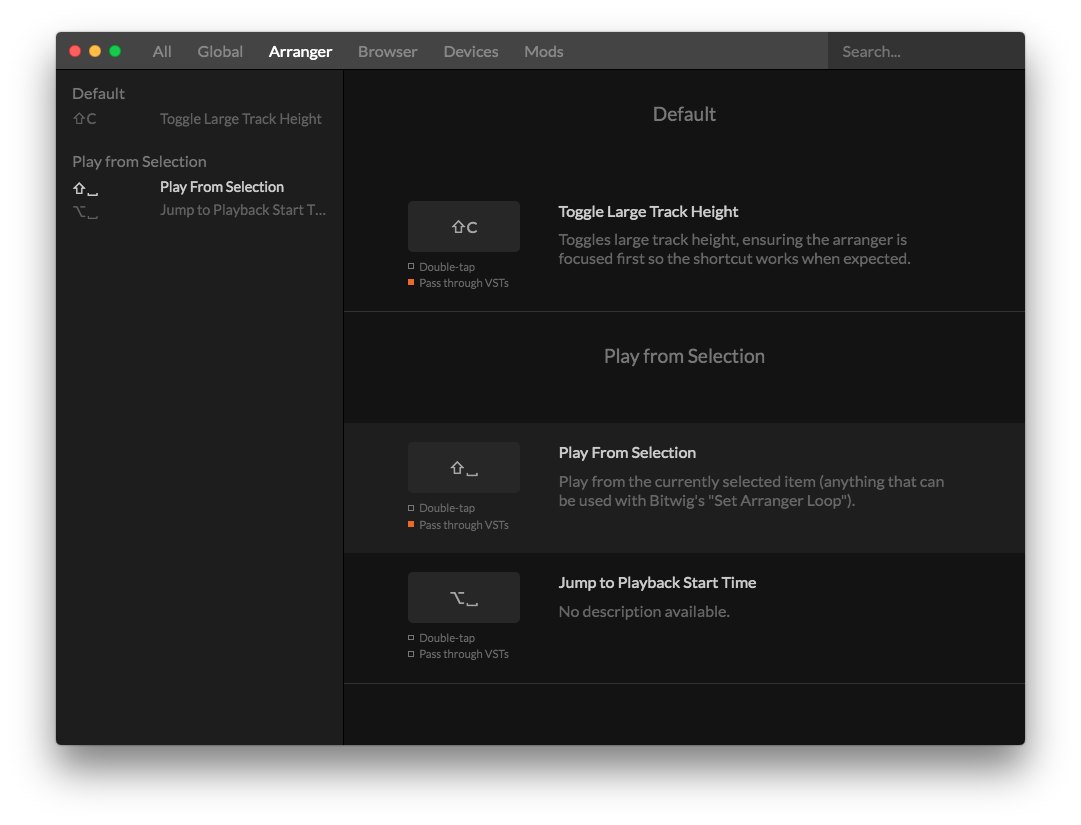 All Global Arranger Browser Devices Mods Search...
Default
⇧C Toggle Large Track Height
Play from Selection
⇧⎵ Play From Selection
⌥⎵ Jump to Playback Start T...
Default
⇧C
Toggle Large Track Height
Toggles large track height, ensuring the arranger is
focused first so the shortcut works when expected.
Double-tap
Pass through VSTs
Play from Selection
⇧⎵
Play From Selection
Play from the currently selected item (anything that can
be used with Bitwig's "Set Arranger Loop").
Double-tap
Pass through VSTs
⌥⎵
Jump to Playback Start Time
No description available.
Double-tap
Pass through VSTs